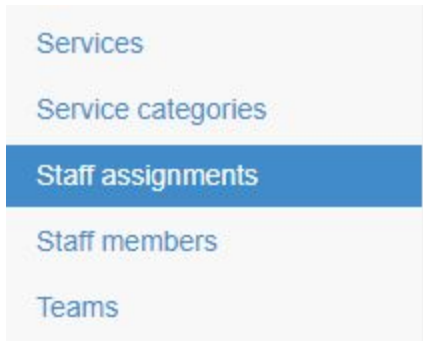 Services
Service categories
Staff assignments
Staff members
Teams